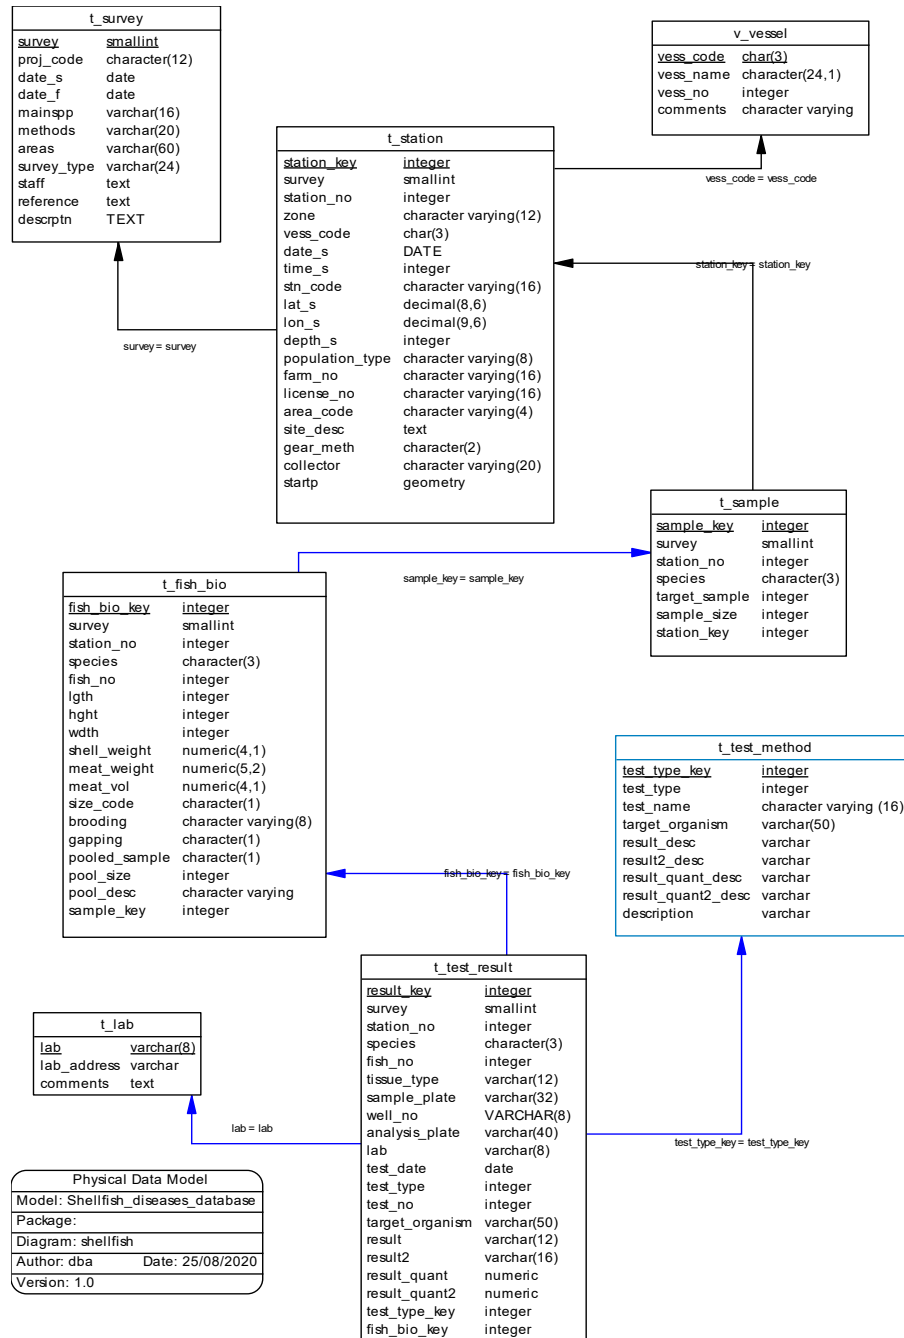 t_survey
survey smallint
proj_code character(12)
date_s date
date_f date
mainspp varchar(16)
methods varchar(20)
areas varchar(60)
survey_type varchar(24)
staff text
reference text
descrptn TEXT
v_vessel
vess_code char(3)
vess_name character(24,1)
vess_no integer
comments character varying
t_station
station_key integer
survey smallint
station_no integer
zone character varying(12)
vess_code char(3)
date_s DATE
time_s integer
stn_code character varying(16)
lat_s decimal(8,6)
lon_s decimal(9,6)
depth_s integer
population_type character varying(8)
farm_no character varying(16)
license_no character varying(16)
area_code character varying(4)
site_desc text
gear_meth character(2)
collector character varying(20)
startp geometry
vess_code = vess_code
station_key = station_key
survey = survey
t_sample
sample_key integer
survey smallint
station_no integer
species character(3)
target_sample integer
sample_size integer
station_key integer
sample_key = sample_key
t_fish_bio
fish_bio_key integer
survey smallint
station_no integer
species character(3)
fish_no integer
lgth integer
hght integer
wdth integer
shell_weight numeric(4,1)
meat_weight numeric(5,2)
meat_vol numeric(4,1)
size_code character(1)
brooding character varying(8)
gapping character(1)
pooled_sample character(1)
pool_size integer
pool_desc character varying
sample_key integer
t_test_method
test_type_key integer
test_type integer
test_name character varying (16)
target_organism varchar(50)
result_desc varchar
result2_desc varchar
result_quant_desc varchar
result_quant2_desc varchar
description varchar
fish_bio_key = fish_bio_key
t_test_result
result_key integer
survey smallint
station_no integer
species character(3)
fish_no integer
tissue_type varchar(12)
sample_plate varchar(32)
well_no VARCHAR(8)
analysis_plate varchar(40)
lab varchar(8)
test_date date
test_type integer
test_no integer
target_organism varchar(50)
result varchar(12)
result2 varchar(16)
result_quant numeric
result_quant2 numeric
test_type_key integer
fish_bio_key integer
t_lab
lab varchar(8)
lab_address varchar
comments text
lab = lab
test_type_key = test_type_key
Physical Data Model
Model: Shellfish_diseases_database
Package:
Diagram: shellfish
Author: dba Date: 25/08/2020
Version: 1.0